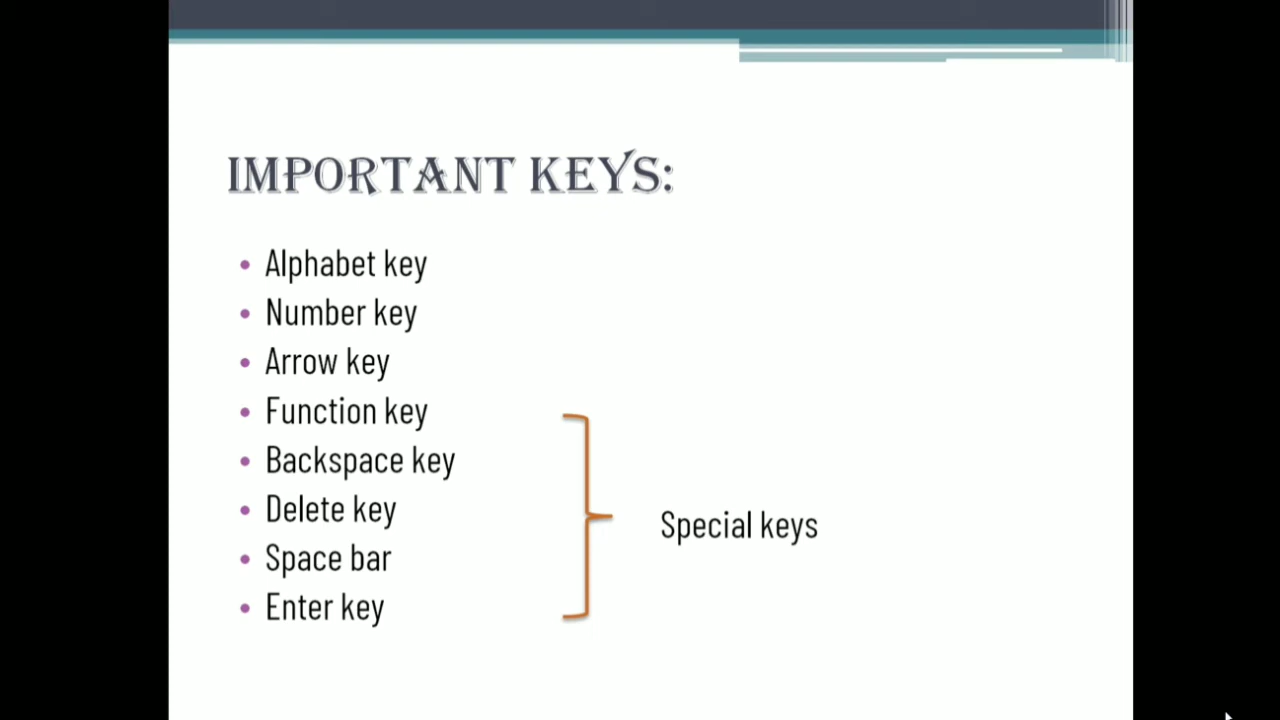 IMPORTANT KEYS:
• Alphabet key
• Number key
• Arrow key
• Function key
• Backspace key
• Delete key
• Space bar
• Enter key
Special keys